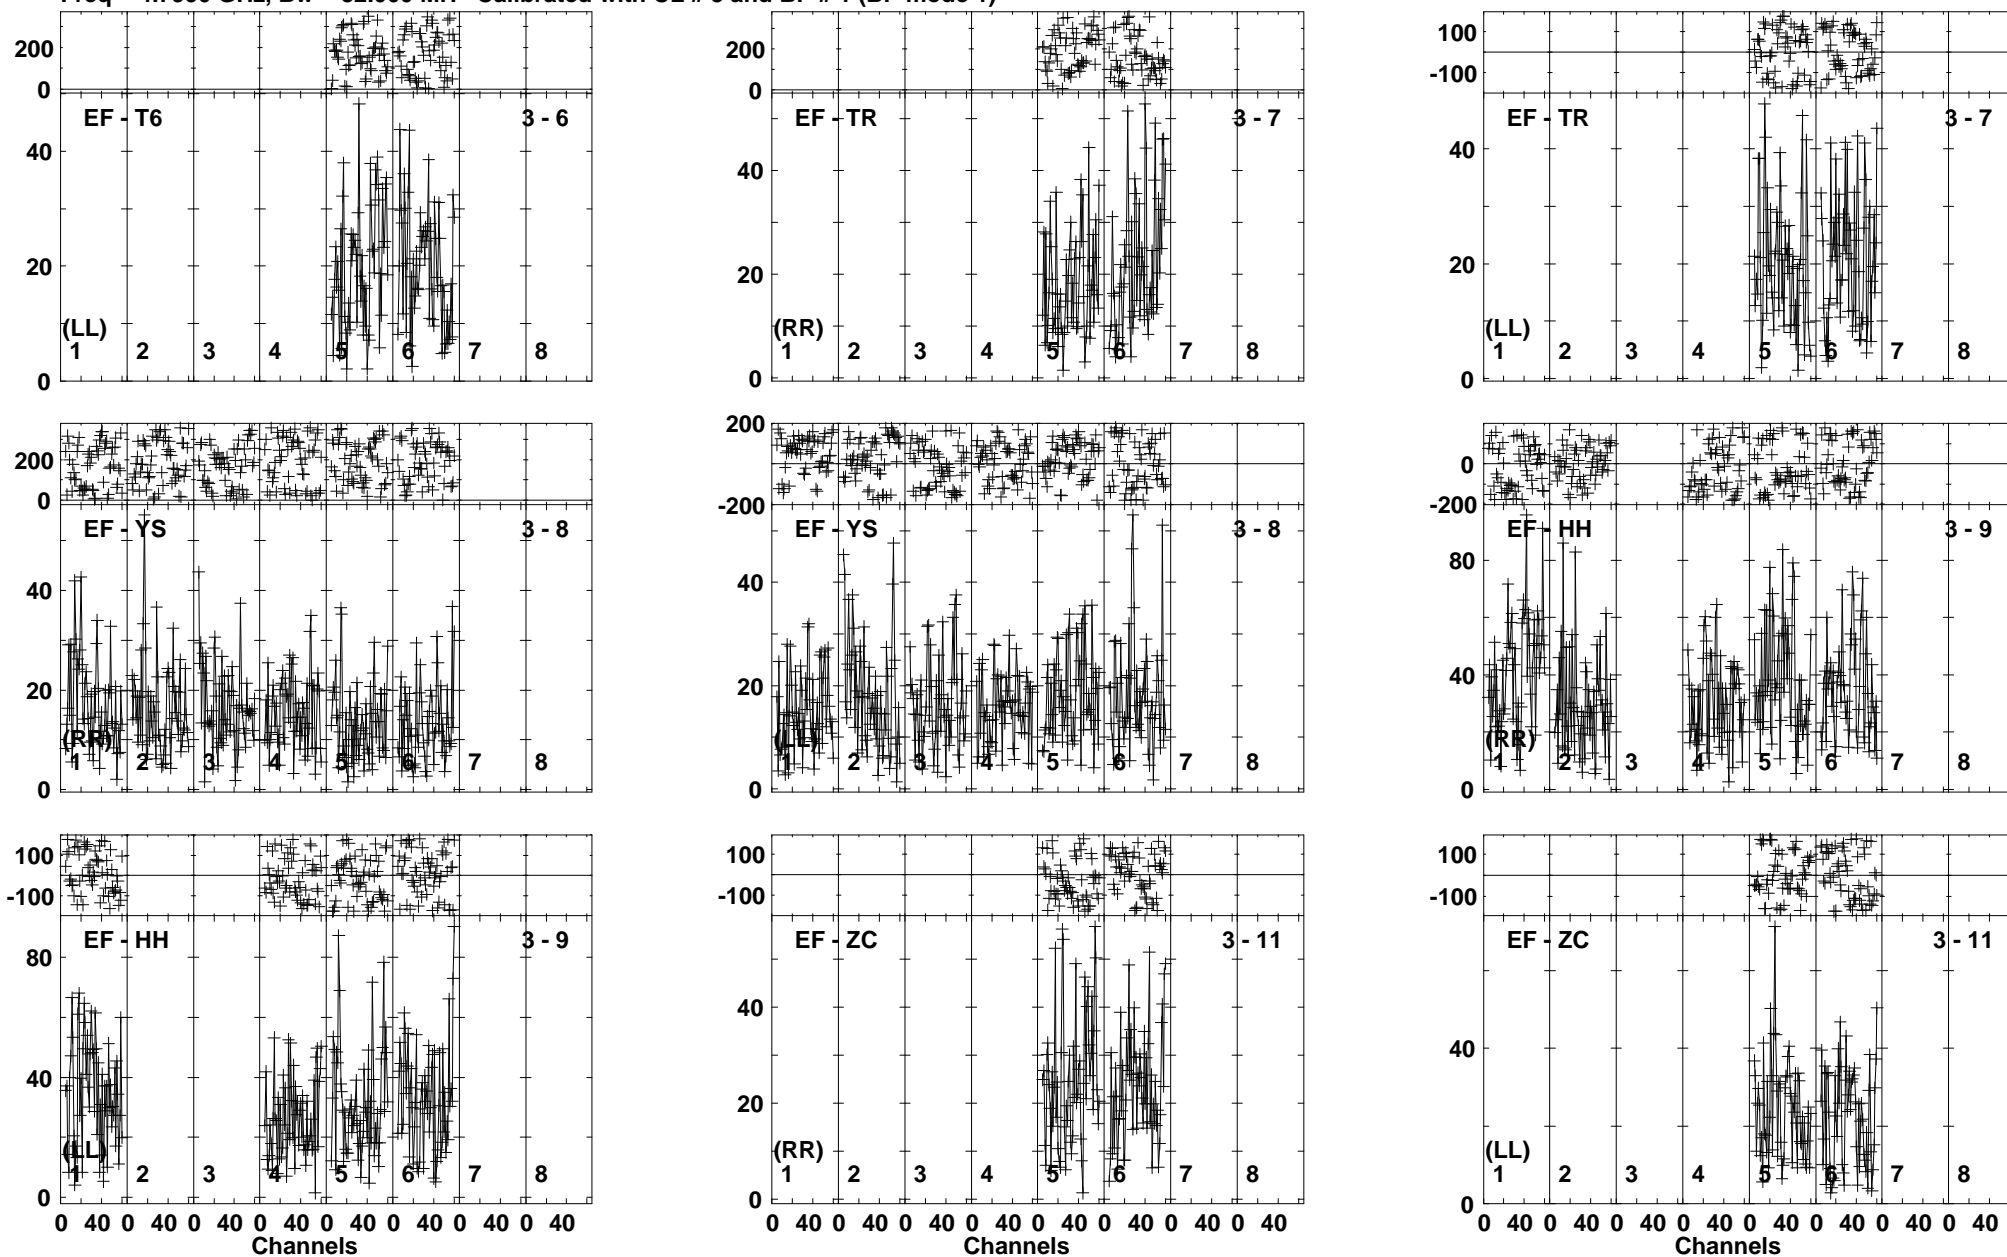 200 0 200 0 100 -100
EF - T6 3 - 6 EF - TR 3 - 7 EF - TR 3 - 7
40 20 0 40 20 0 40 20 0
(LL) (RR) (LL)
1 2 3 4 5 6 7 8 1 2 3 4 5 6 7 8 1 2 3 4 5 6 7 8
200 0 200 -200 0 -200
EF - YS 3 - 8 EF - YS 3 - 8 EF - HH 3 - 9
40 20 0 40 20 0 80 40 0
(RR) (LL) (RR)
1 2 3 4 5 6 7 8 1 2 3 4 5 6 7 8 1 2 3 4 5 6 7 8
100 -100 100 -100 100 -100
EF - HH 3 - 9 EF - ZC 3 - 11 EF - ZC 3 - 11
80 40 0 40 20 0 40 0
(LL) (RR) (LL)
1 2 3 4 5 6 7 8 1 2 3 4 5 6 7 8 1 2 3 4 5 6 7 8
0 40 0 40 0 40 0 40 0 40 0 40 0 40 0 40 0 40 0 40 0 40 0 40 0 40 0 40 0 40 0 40 0 40 0 40 0 40 0 40 0 40 0 40 0 40 0 40
Channels Channels Channels